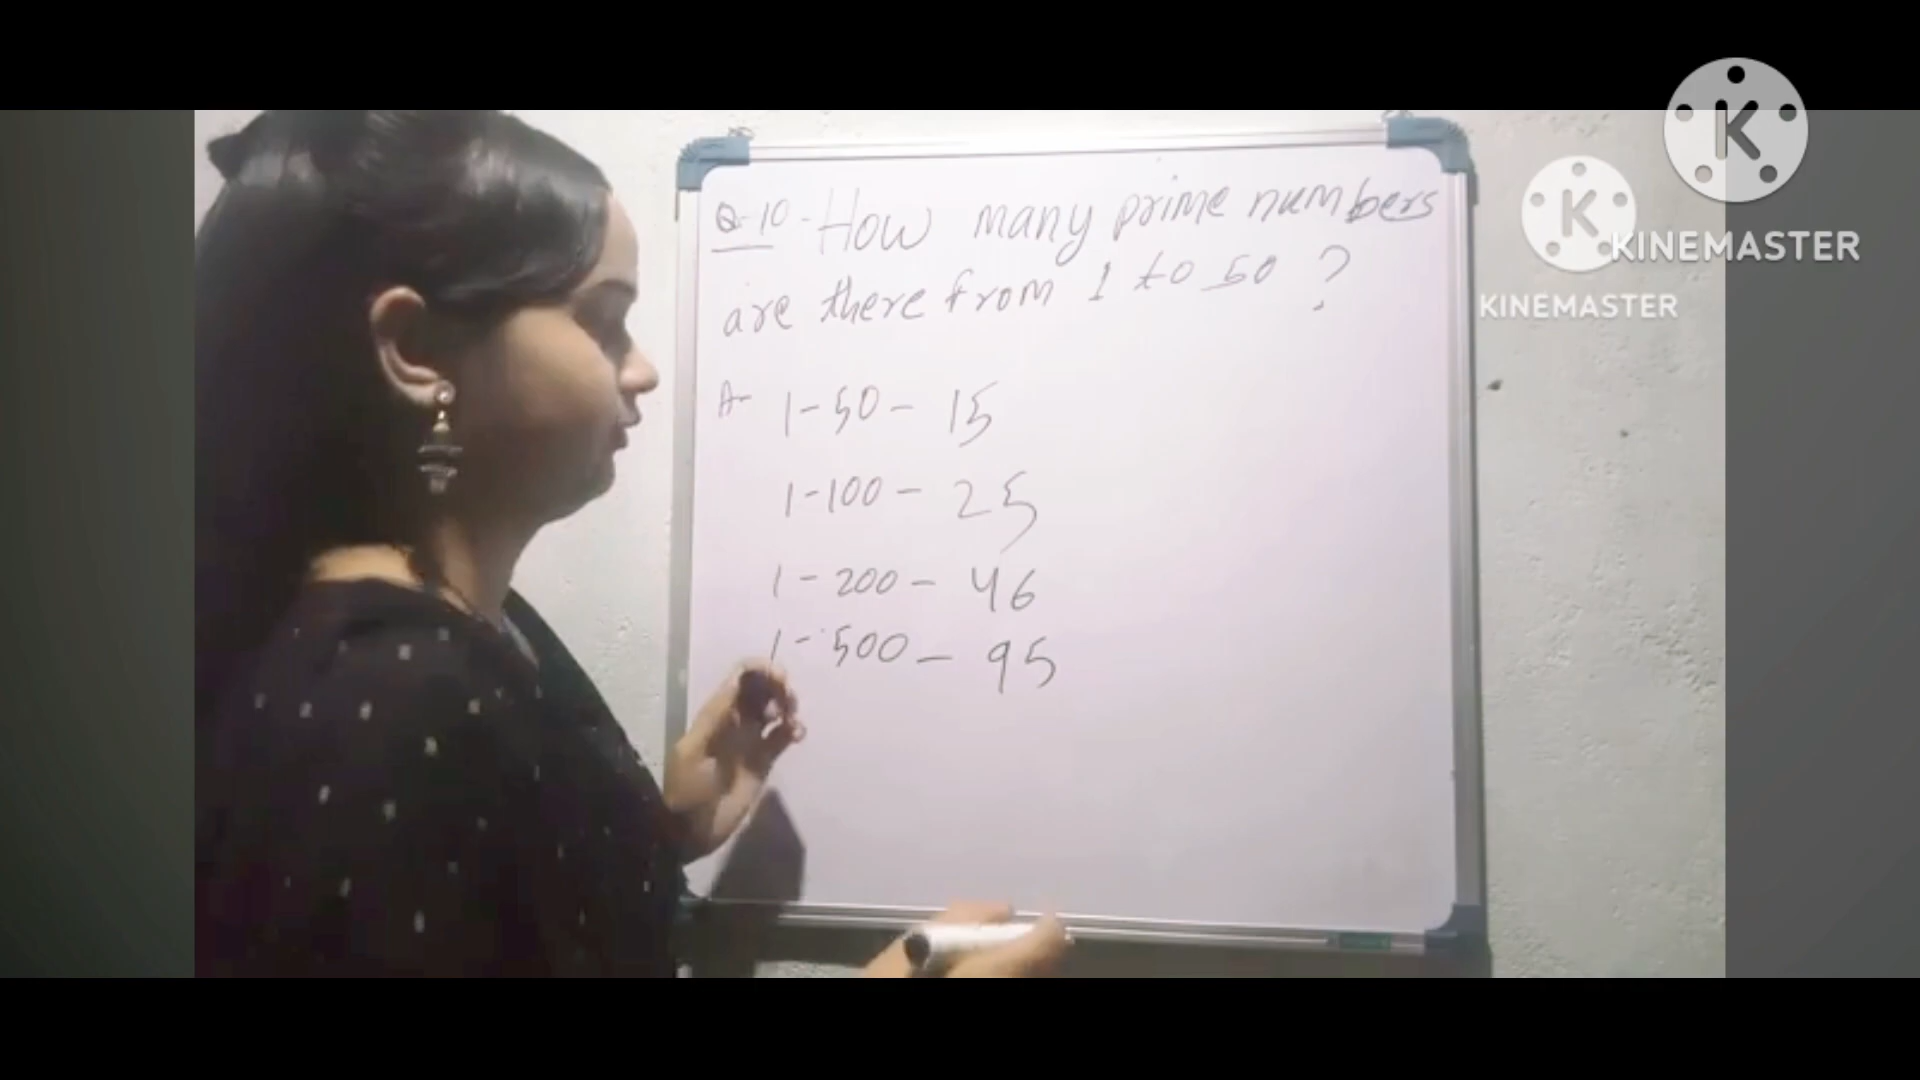 Q-10-How many prime numbers
are there from 1 to 50 ?
A- 1-50- 15
1-100- 25
1-200- 46
1-500- 95
K
KINEMASTER
K
KINEMASTER